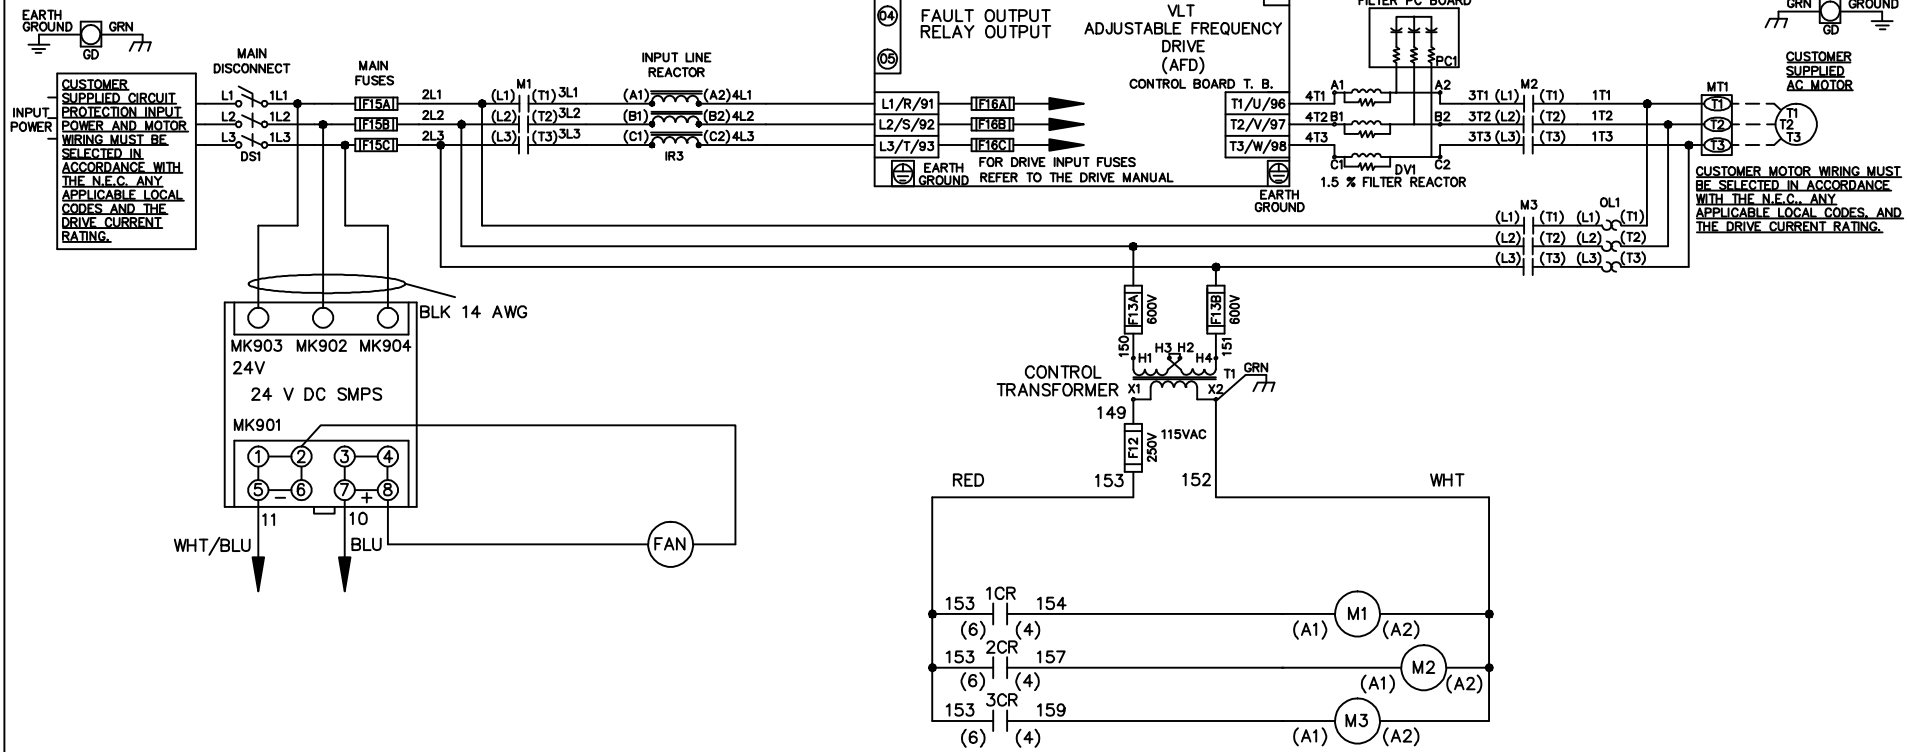 EARTH
GROUND
GRN
GD
CUSTOMER
SUPPLIED CIRCUIT
PROTECTION INPUT
POWER AND MOTOR
WIRING MUST BE
SELECTED IN
ACCORDANCE WITH
THE N.E.C. ANY
APPLICABLE LOCAL
CODES AND THE
DRIVE CURRENT
RATING.
INPUT
POWER
MAIN
DISCONNECT
L1 1L1
L2 1L2
L3 1L3
DS1
MAIN
FUSES
F15A
F15B
F15C
2L1
2L2
2L3
M1
(L1) (T1) 3L1
(L2) (T2) 3L2
(L3) (T3) 3L3
INPUT LINE
REACTOR
(A1) (A2) 4L1
(B1) (B2) 4L2
(C1) (C2) 4L3
IR3
04
05
FAULT OUTPUT
RELAY OUTPUT
VLT
ADJUSTABLE FREQUENCY
DRIVE
(AFD)
CONTROL BOARD T. B.
L1/R/91
L2/S/92
L3/T/93
F16A
F16B
F16C
T1/U/96
T2/V/97
T3/W/98
EARTH
GROUND
FOR DRIVE INPUT FUSES
REFER TO THE DRIVE MANUAL
EARTH
GROUND
FILTER PC BOARD
PC1
4T1 A1 A2
4T2 B1 B2
4T3 C1 C2
DV1
1.5 % FILTER REACTOR
M2
3T1 (L1) (T1) 1T1
3T2 (L2) (T2) 1T2
3T3 (L3) (T3) 1T3
GRN
GROUND
GD
CUSTOMER
SUPPLIED
AC MOTOR
MT1
T1
T2
T3
T1
T2
T3
CUSTOMER MOTOR WIRING MUST
BE SELECTED IN ACCORDANCE
WITH THE N.E.C., ANY
APPLICABLE LOCAL CODES, AND
THE DRIVE CURRENT RATING.
M3 OL1
(L1) (T1) (L1) (T1)
(L2) (T2) (L2) (T2)
(L3) (T3) (L3) (T3)
BLK 14 AWG
MK903 MK902 MK904
24V
24 V DC SMPS
MK901
1 2 3 4
5 - 6 7 + 8
11 10
WHT/BLU
BLU
FAN
F13A
600V
F13B
600V
150
151
H1 H3 H2 H4
CONTROL
TRANSFORMER
X1 X2
T1
GRN
149
F12
250V
115VAC
153
152
RED
WHT
153 1CR 154
(6) (4)
(A1) M1 (A2)
153 2CR 157
(6) (4)
(A1) M2 (A2)
153 3CR 159
(6) (4)
(A1) M3 (A2)